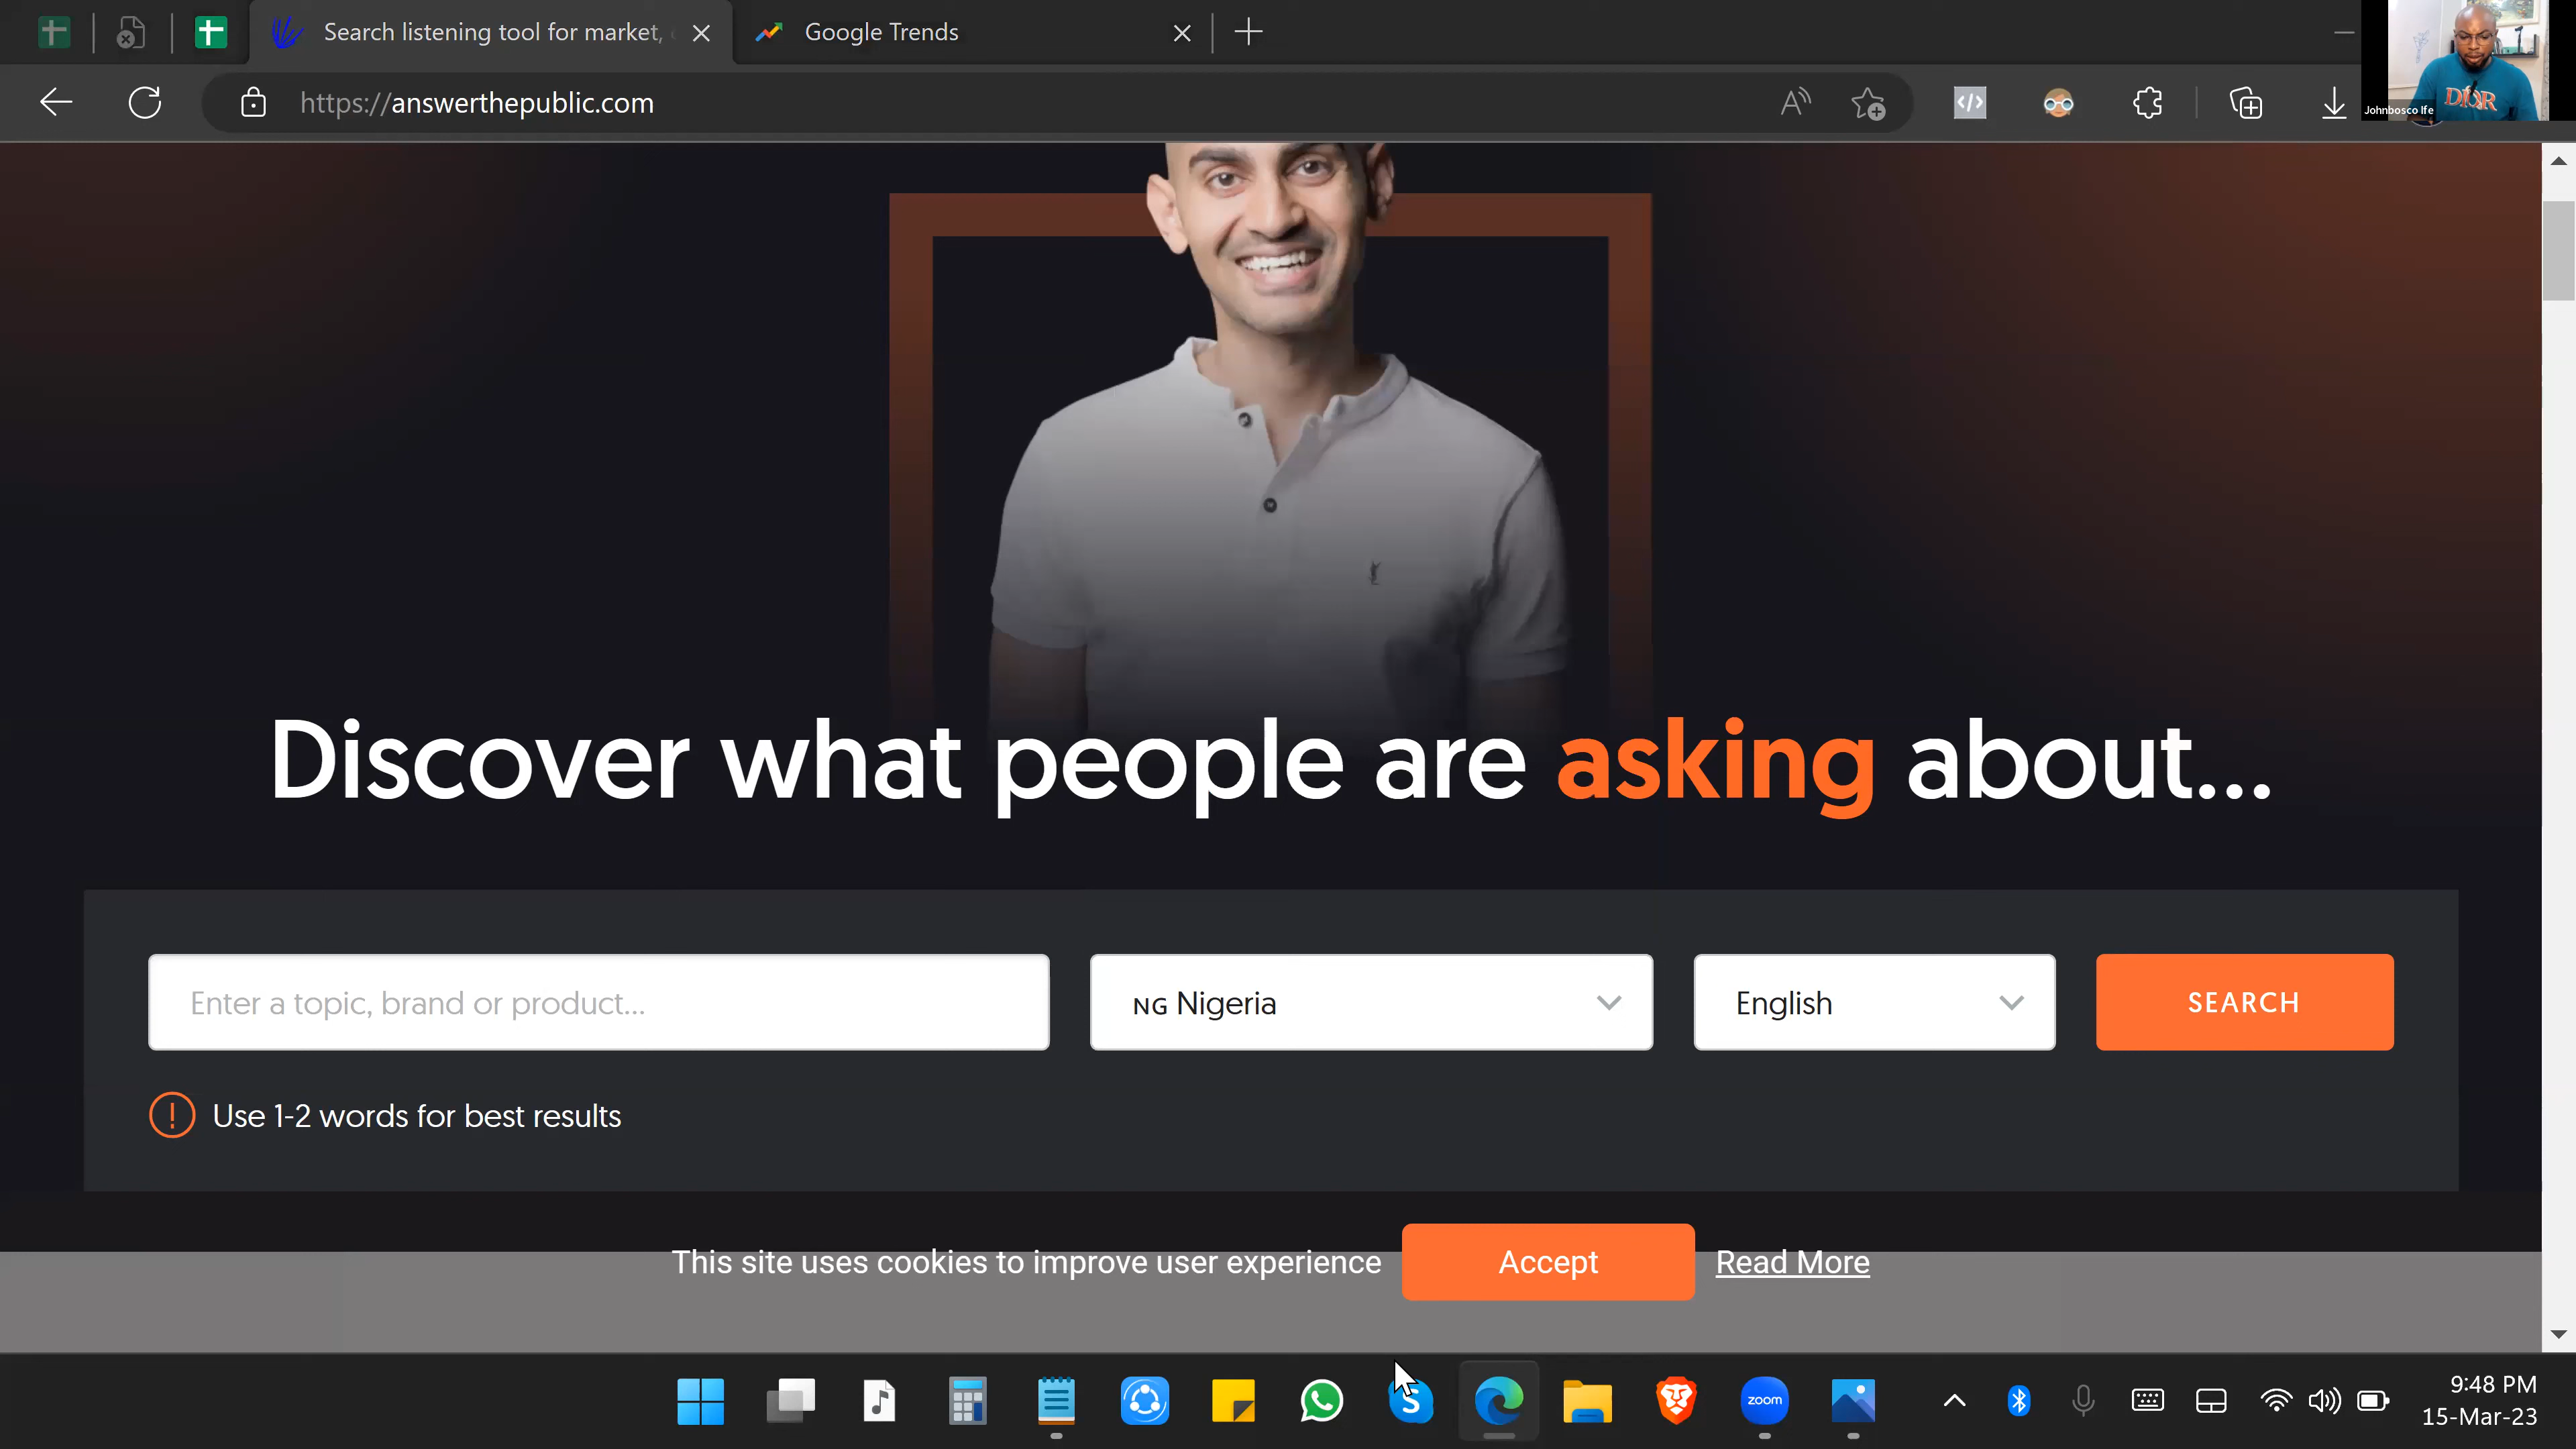 Search listening tool for market,
Google Trends
https://answerthepublic.com
DIOR
Johnbosco Ife
Discover what people are asking about...
Enter a topic, brand or product...
NG Nigeria
English
SEARCH
Use 1-2 words for best results
This site uses cookies to improve user experience
Accept
Read More
zoom
9:48 PM
15-Mar-23